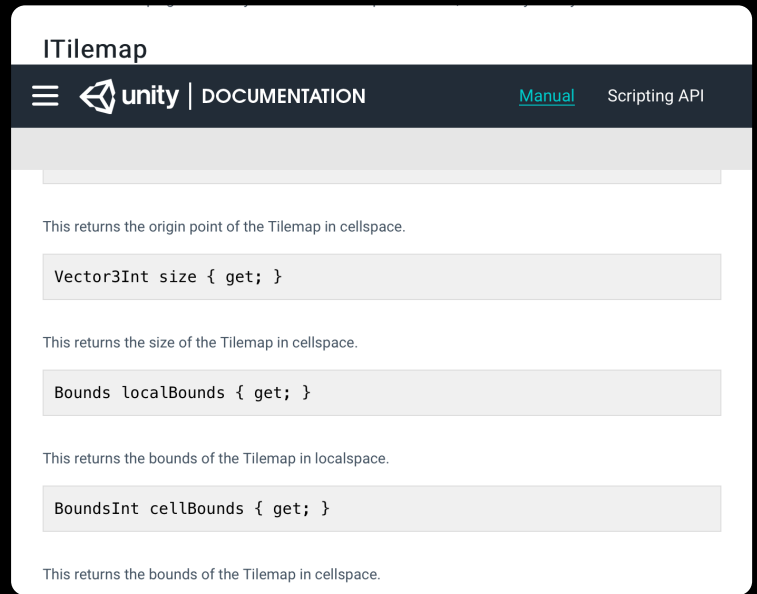 ITilemap
unity | DOCUMENTATION
Manual
Scripting API
This returns the origin point of the Tilemap in cellspace.
Vector3Int size { get; }
This returns the size of the Tilemap in cellspace.
Bounds localBounds { get; }
This returns the bounds of the Tilemap in localspace.
BoundsInt cellBounds { get; }
This returns the bounds of the Tilemap in cellspace.